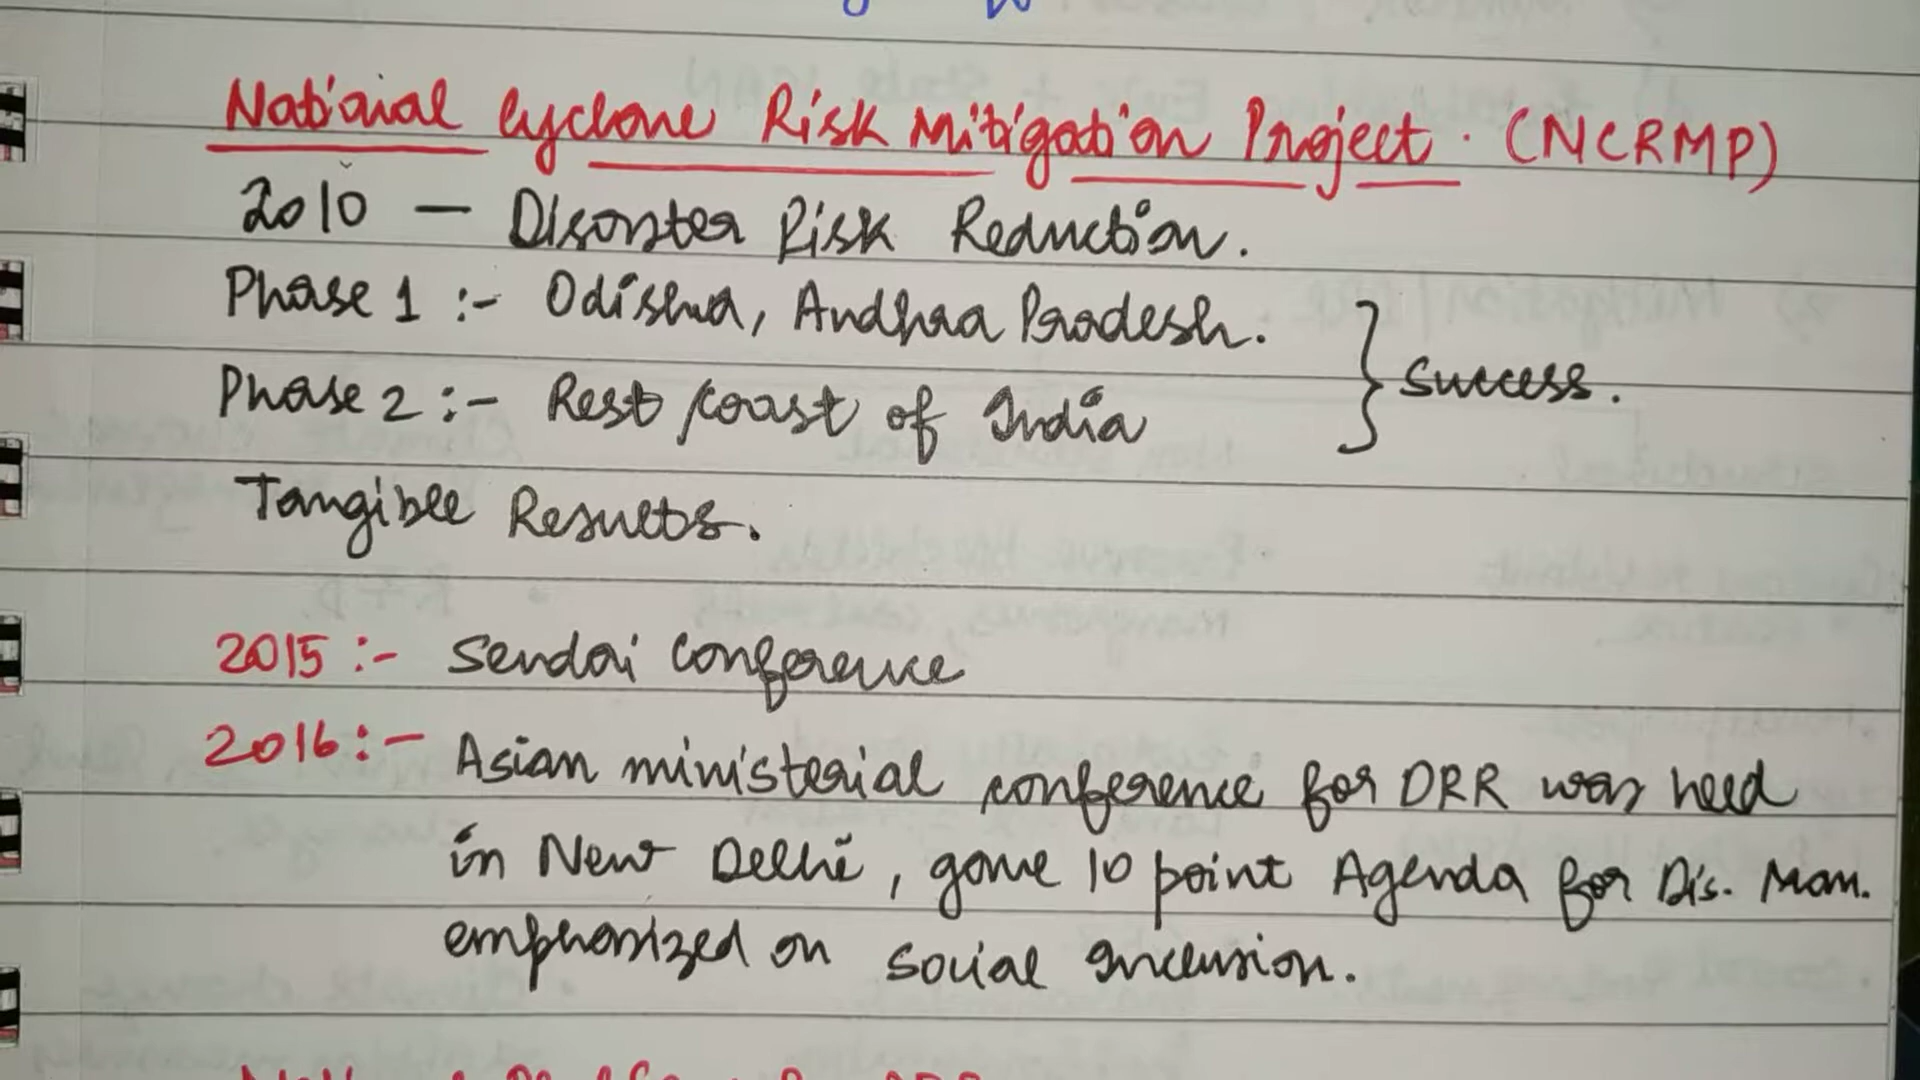 National Cyclone Risk Mitigation Project. (NCRMP)
2010 - Disaster Risk Reduction.
Phase 1 :- Odisha, Andhra Pradesh.
} Success.
Phase 2 :- Rest coast of India
Tangible Results.
2015 :- Sendai Conference
2016 :- Asian ministerial conference for DRR was held
in New Delhi, gave 10 point Agenda for Dis. Man.
emphasized on social inclusion.